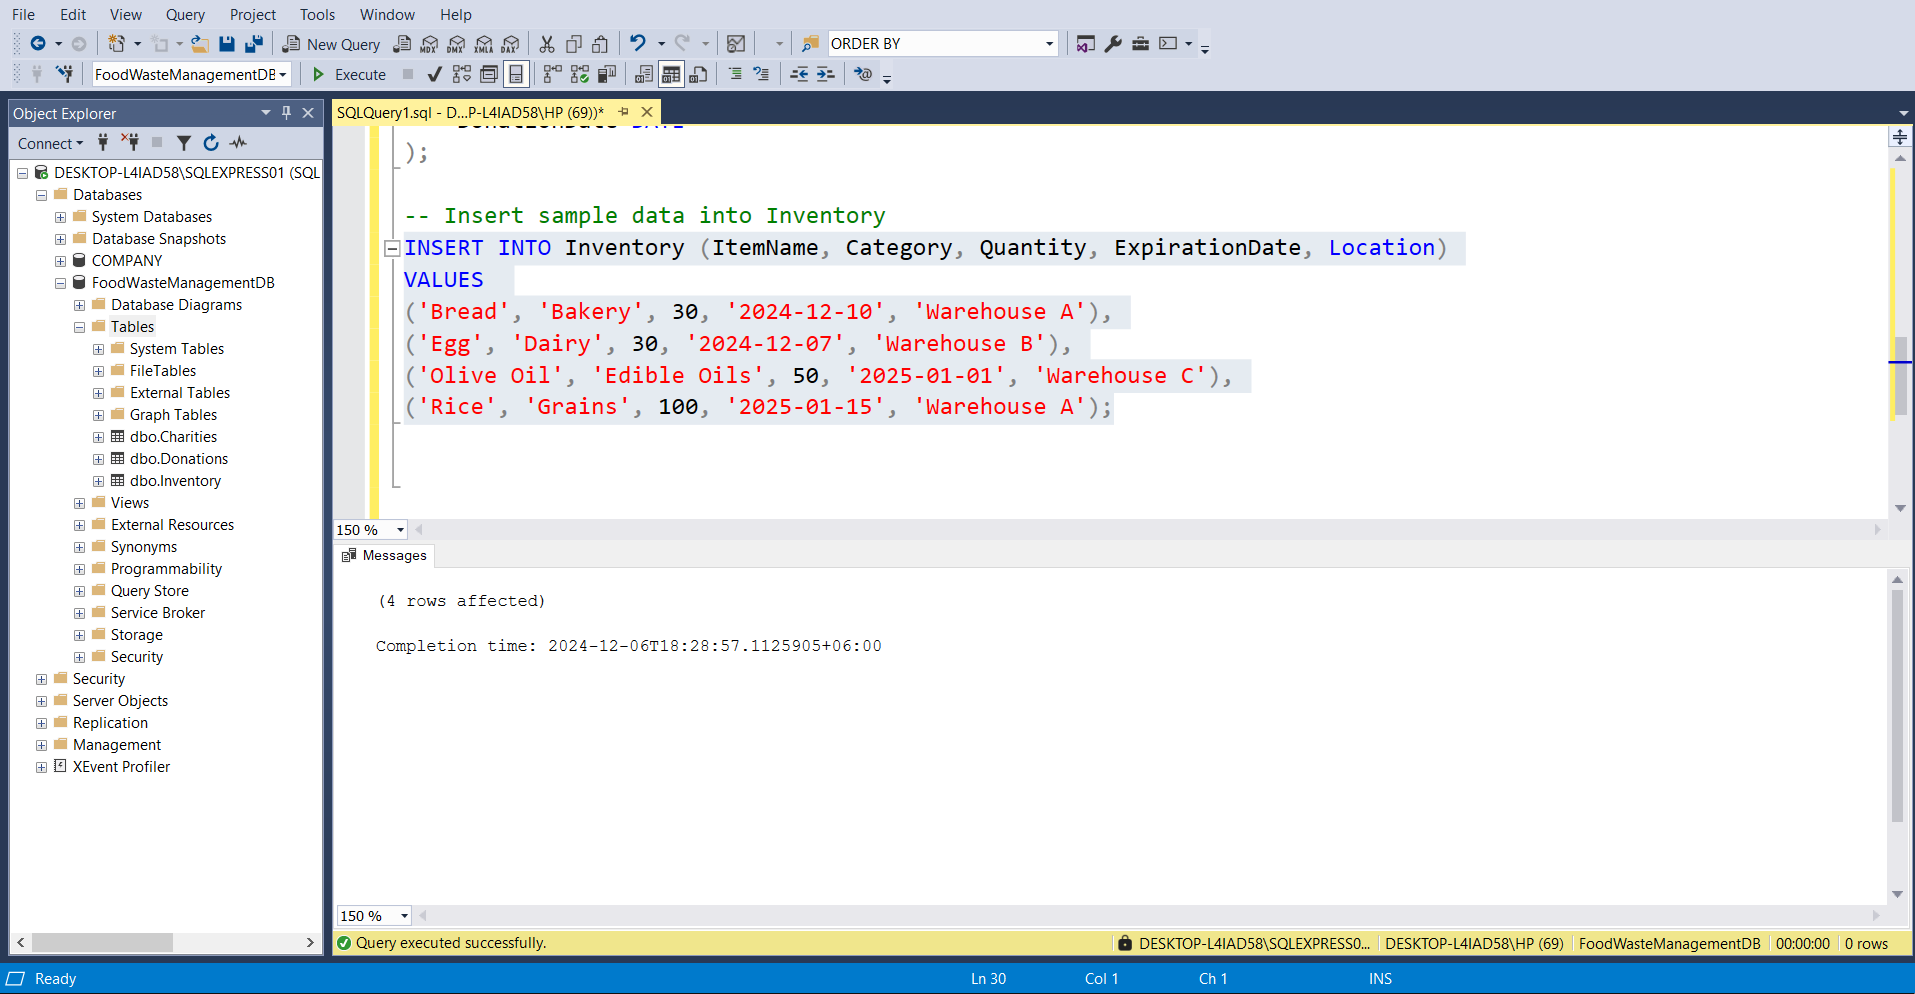 File Edit View Query Project Tools Window Help
New Query MDX DMX XMLA DAX ORDER BY
FoodWasteManagementDB Execute
Object Explorer
Connect
DESKTOP-L4IAD58\SQLEXPRESS01 (SQL
Databases
System Databases
Database Snapshots
COMPANY
FoodWasteManagementDB
Database Diagrams
Tables
System Tables
FileTables
External Tables
Graph Tables
dbo.Charities
dbo.Donations
dbo.Inventory
Views
External Resources
Synonyms
Programmability
Query Store
Service Broker
Storage
Security
Security
Server Objects
Replication
Management
XEvent Profiler
SQLQuery1.sql - D...P-L4IAD58\HP (69))*
DonationDate DATE
);
-- Insert sample data into Inventory
INSERT INTO Inventory (ItemName, Category, Quantity, ExpirationDate, Location)
VALUES
('Bread', 'Bakery', 30, '2024-12-10', 'Warehouse A'),
('Egg', 'Dairy', 30, '2024-12-07', 'Warehouse B'),
('Olive Oil', 'Edible Oils', 50, '2025-01-01', 'Warehouse C'),
('Rice', 'Grains', 100, '2025-01-15', 'Warehouse A');
150 %
Messages
(4 rows affected)
Completion time: 2024-12-06T18:28:57.1125905+06:00
150 %
Query executed successfully. DESKTOP-L4IAD58\SQLEXPRESS0... DESKTOP-L4IAD58\HP (69) FoodWasteManagementDB 00:00:00 0 rows
Ready Ln 30 Col 1 Ch 1 INS